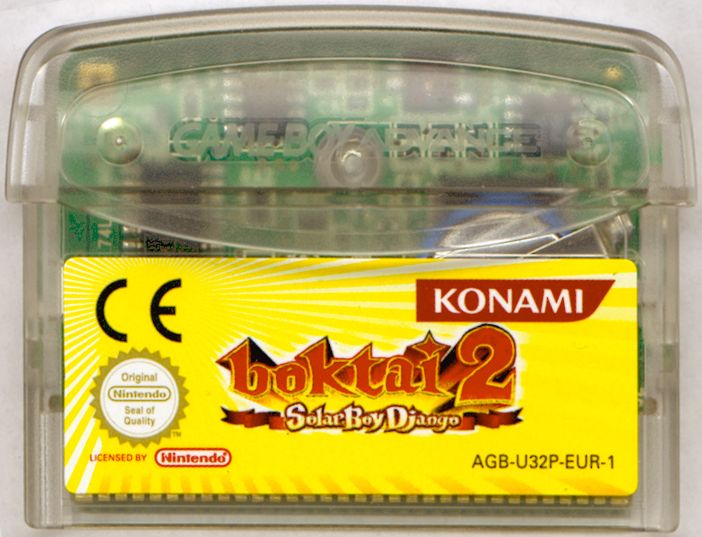 GAME BOY ADVANCE
CE
KONAMI
boktai 2
Solar Boy Django
Original
Nintendo
Seal of
Quality
TM
LICENSED BY Nintendo
AGB-U32P-EUR-1